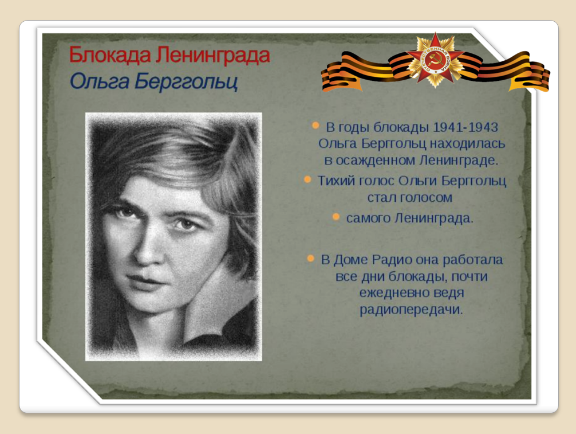 Блокада Ленинграда
Ольга Берггольц
В годы блокады 1941-1943
Ольга Берггольц находилась
в осажденном Ленинграде.
Тихий голос Ольги Берггольц
стал голосом
самого Ленинграда.
В Доме Радио она работала
все дни блокады, почти
ежедневно ведя
радиопередачи.